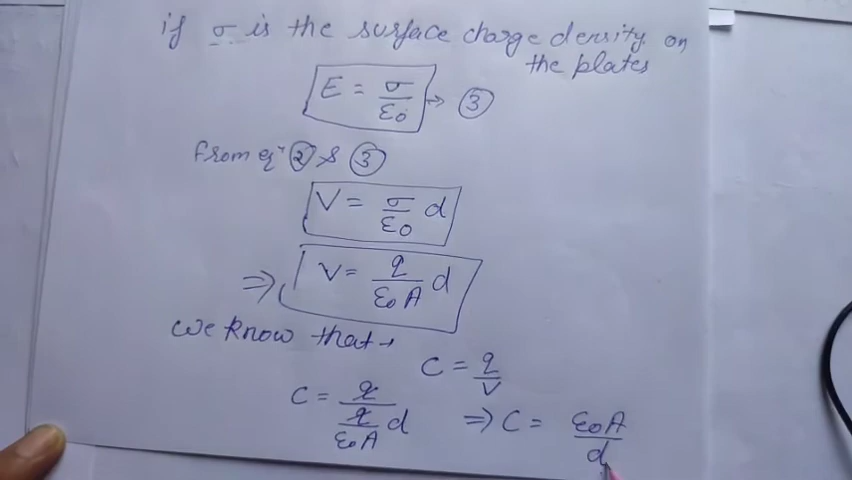 if σ is the surface charge density on
the plates
E = σ/ε₀ → ③
from eqⁿ ② & ③
V = σ/ε₀ d
⇒ V = q/ε₀A d
we know that →
C = q/V
C = q/(q/ε₀A d) ⇒ C = ε₀A/d